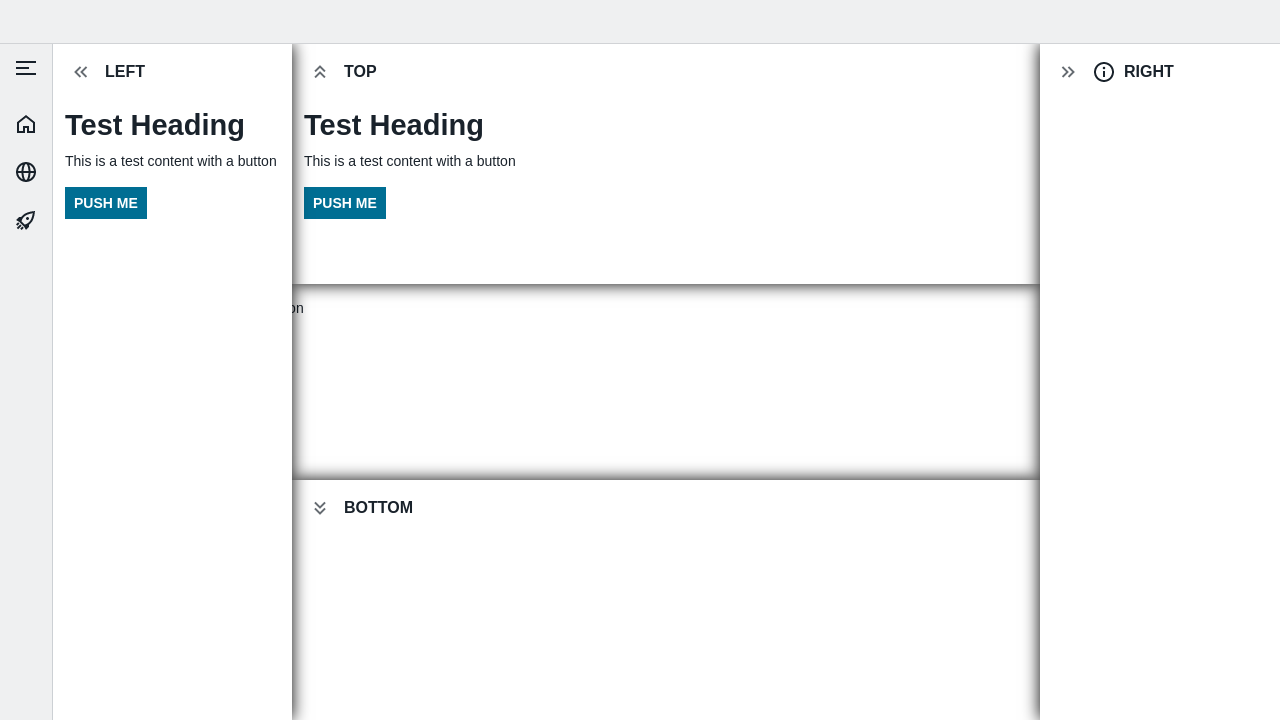 LEFT
Test Heading
This is a test content with a button
PUSH ME
TOP
Test Heading
This is a test content with a button
PUSH ME
on
BOTTOM
RIGHT